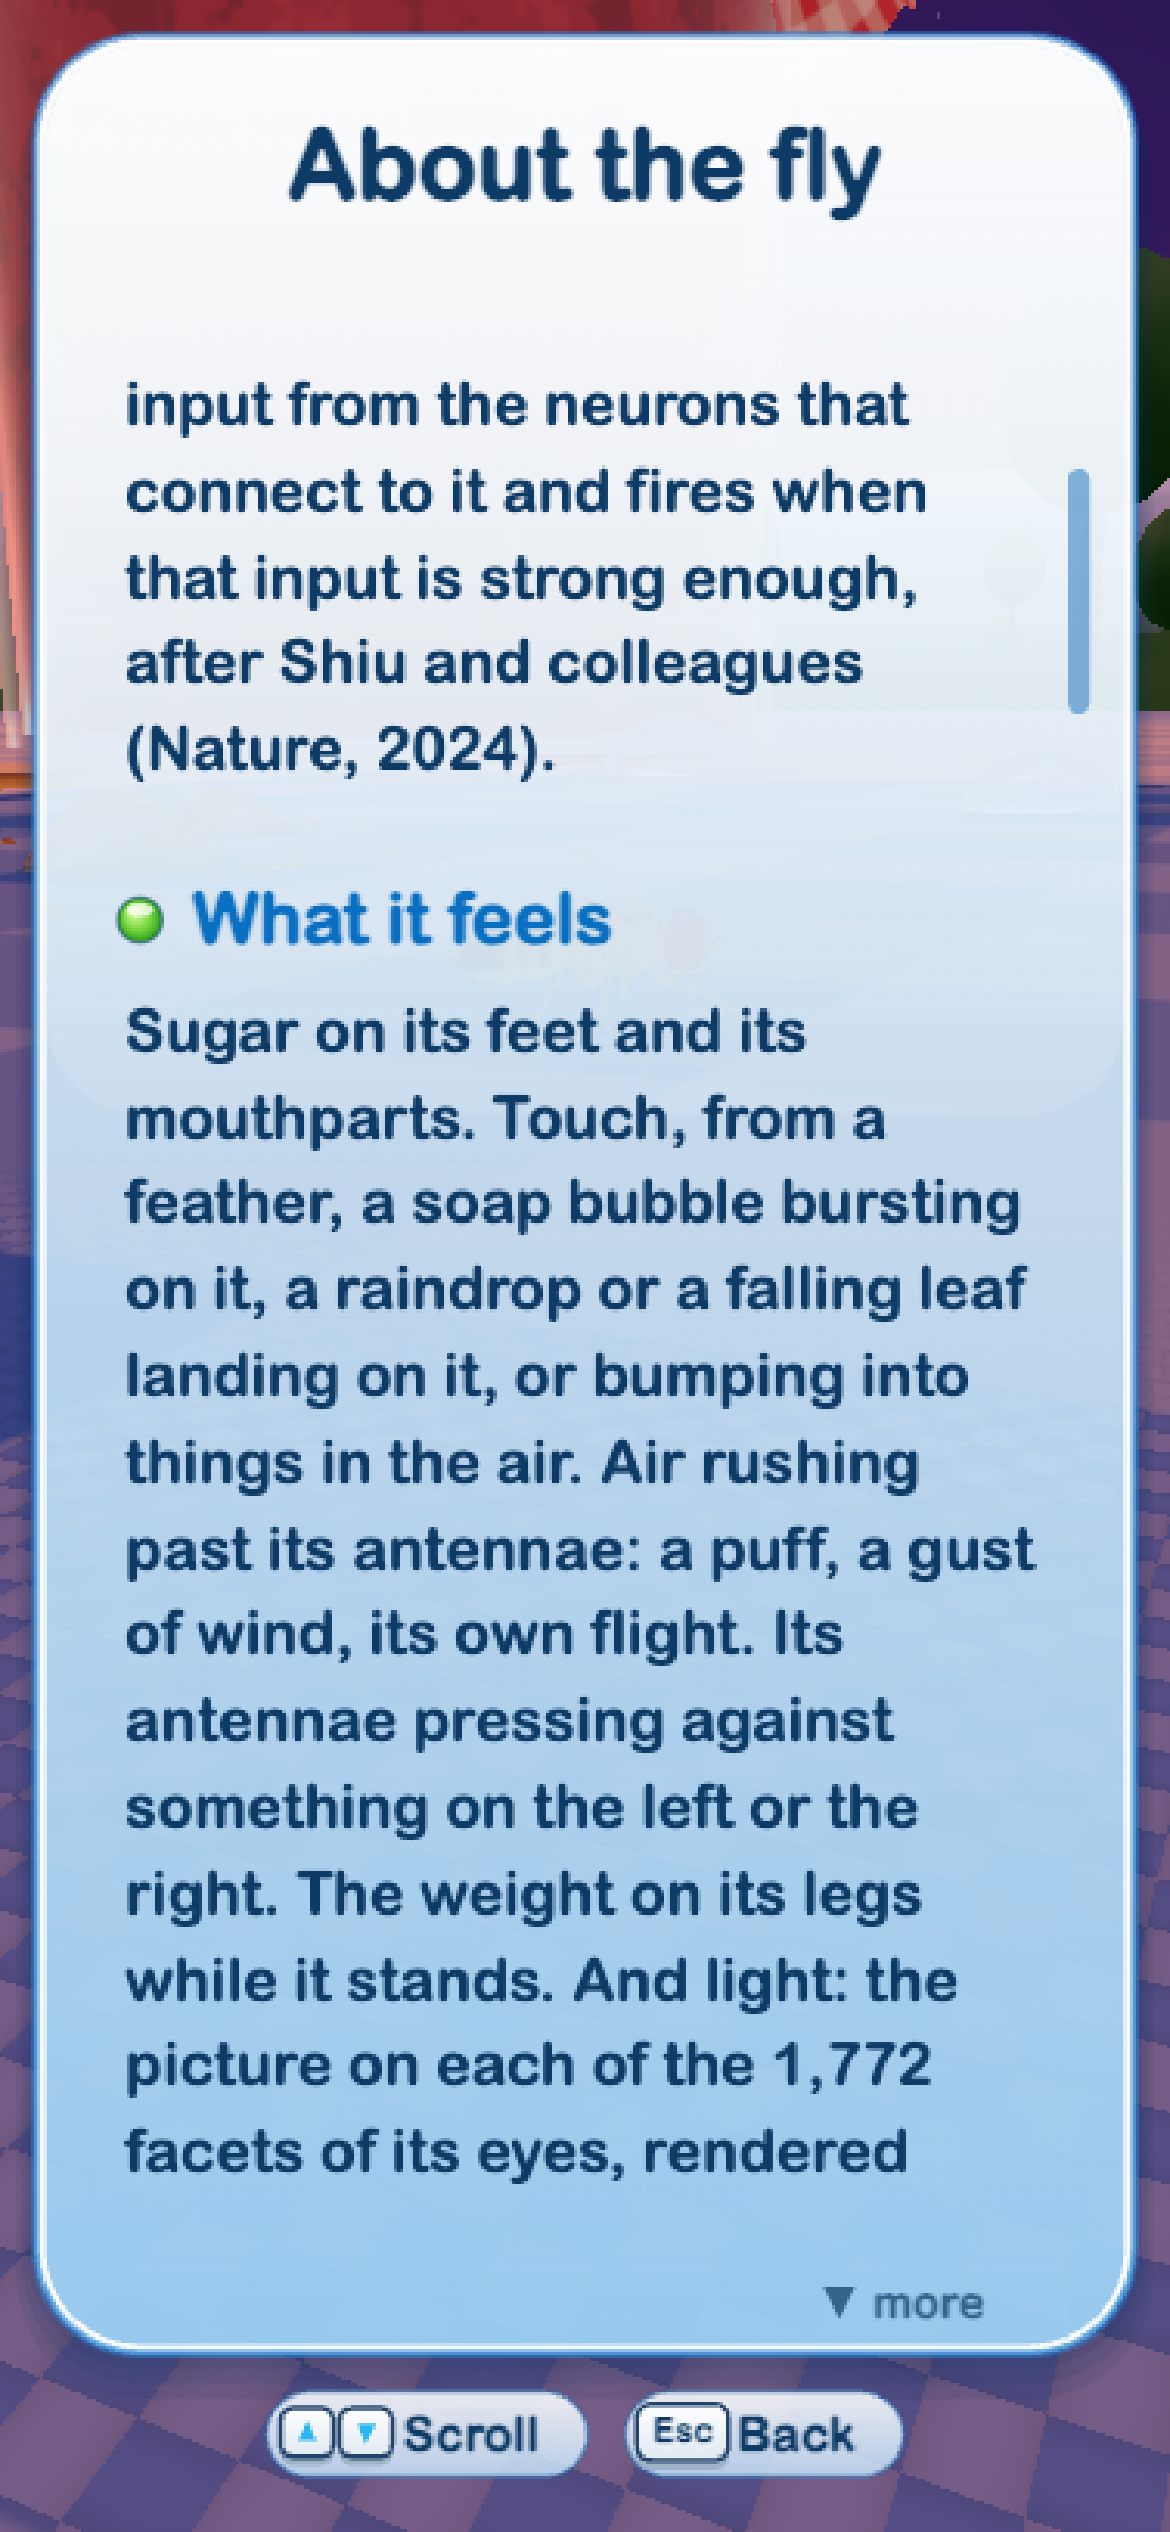 About the fly
input from the neurons that
connect to it and fires when
that input is strong enough,
after Shiu and colleagues
(Nature, 2024).
What it feels
Sugar on its feet and its
mouthparts. Touch, from a
feather, a soap bubble bursting
on it, a raindrop or a falling leaf
landing on it, or bumping into
things in the air. Air rushing
past its antennae: a puff, a gust
of wind, its own flight. Its
antennae pressing against
something on the left or the
right. The weight on its legs
while it stands. And light: the
picture on each of the 1,772
facets of its eyes, rendered
▼ more
▲ ▼ Scroll Esc Back